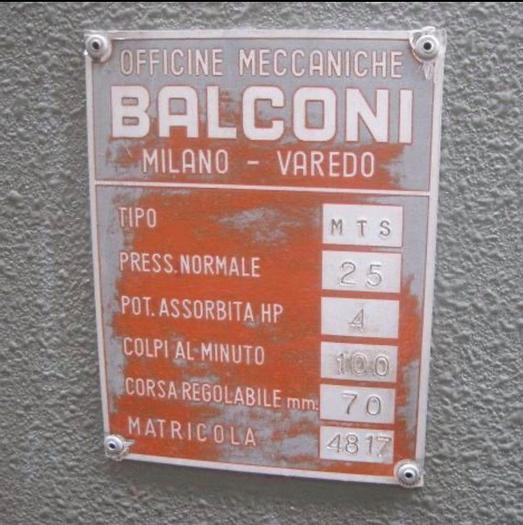 OFFICINE MECCANICHE
BALCONI
MILANO - VAREDO
TIPO MTS
PRESS.NORMALE 25
POT. ASSORBITA HP 4
COLPI AL MINUTO 100
CORSA REGOLABILE mm. 70
MATRICOLA 4817